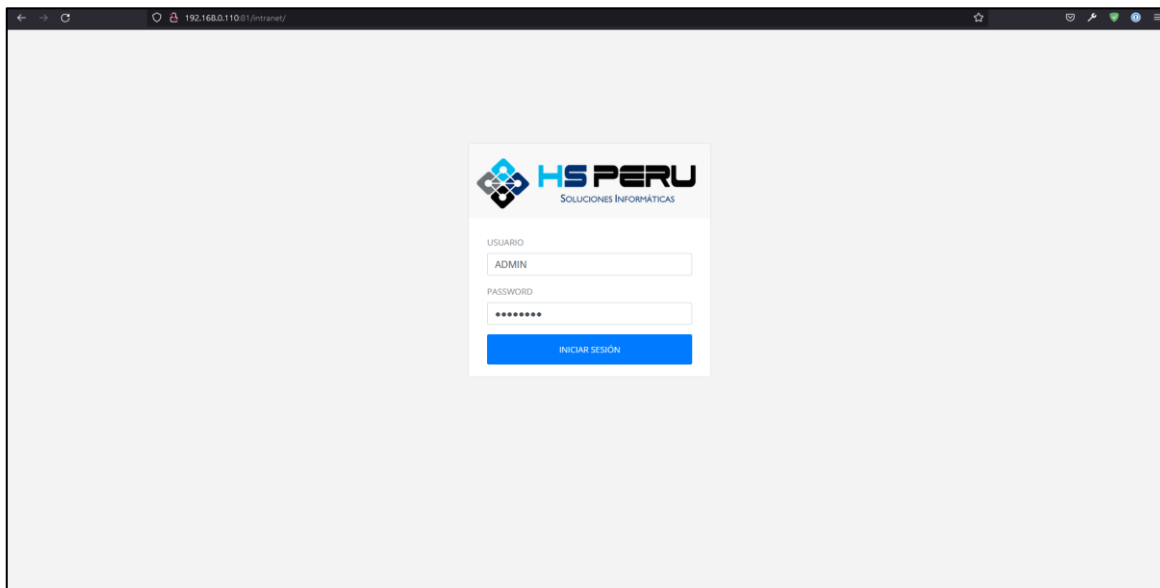 192.168.0.110:81/intranet/
HS PERU
SOLUCIONES INFORMÁTICAS
USUARIO
ADMIN
PASSWORD
••••••••
INICIAR SESIÓN